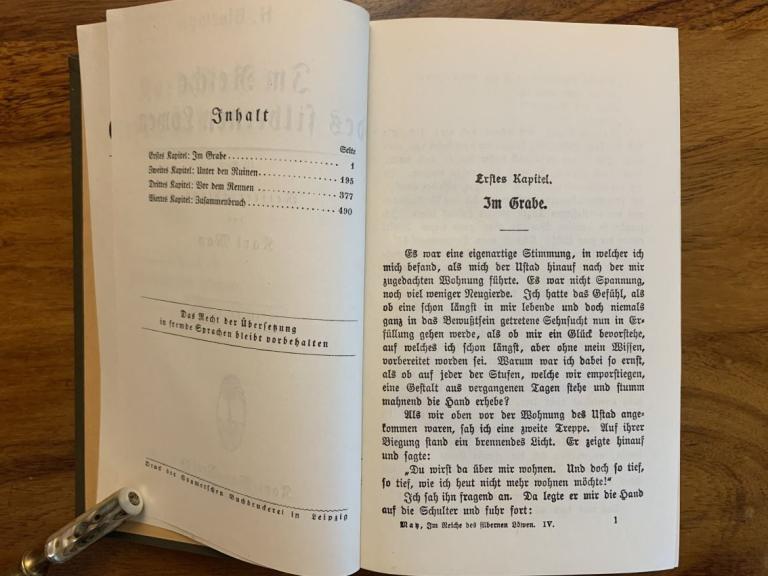 Inhalt
Seite
Erstes Kapitel: Im Grabe . . . . . . . . . . . . . . . . 1
Zweites Kapitel: Unter den Ruinen . . . . . . . . . . . . . 195
Drittes Kapitel: Vor dem Rennen . . . . . . . . . . . . . 377
Viertes Kapitel: Zusammenbruch . . . . . . . . . . . . . 490
Das Recht der Übersetzung
in fremde Sprachen bleibt vorbehalten
Druck der Spamerschen Buchdruckerei in Leipzig
Erstes Kapitel.
Im Grabe.
Es war eine eigenartige Stimmung, in welcher ich
mich befand, als mich der Ustad hinauf nach der mir
zugedachten Wohnung führte. Es war nicht Spannung,
noch viel weniger Neugierde. Ich hatte das Gefühl, als
ob eine schon längst in mir lebende und doch niemals
ganz in das Bewußtsein getretene Sehnsucht nun in Er-
füllung gehen werde, als ob mir ein Glück bevorstehe,
auf welches ich schon längst, aber ohne mein Wissen,
vorbereitet worden sei. Warum war ich dabei so ernst,
als ob auf jeder der Stufen, welche wir emporstiegen,
eine Gestalt aus vergangenen Tagen stehe und stumm
mahnend die Hand erhebe?
Als wir oben vor der Wohnung des Ustad ange-
kommen waren, sah ich eine zweite Treppe. Auf ihrer
Biegung stand ein brennendes Licht. Er zeigte hinauf
und sagte:
„Du wirst da über mir wohnen. Und doch so tief,
so tief, wie ich heut nicht mehr wohnen möchte!“
Ich sah ihn fragend an. Da legte er mir die Hand
auf die Schulter und fuhr fort:
May, Im Reiche des silbernen Löwen. IV. 1